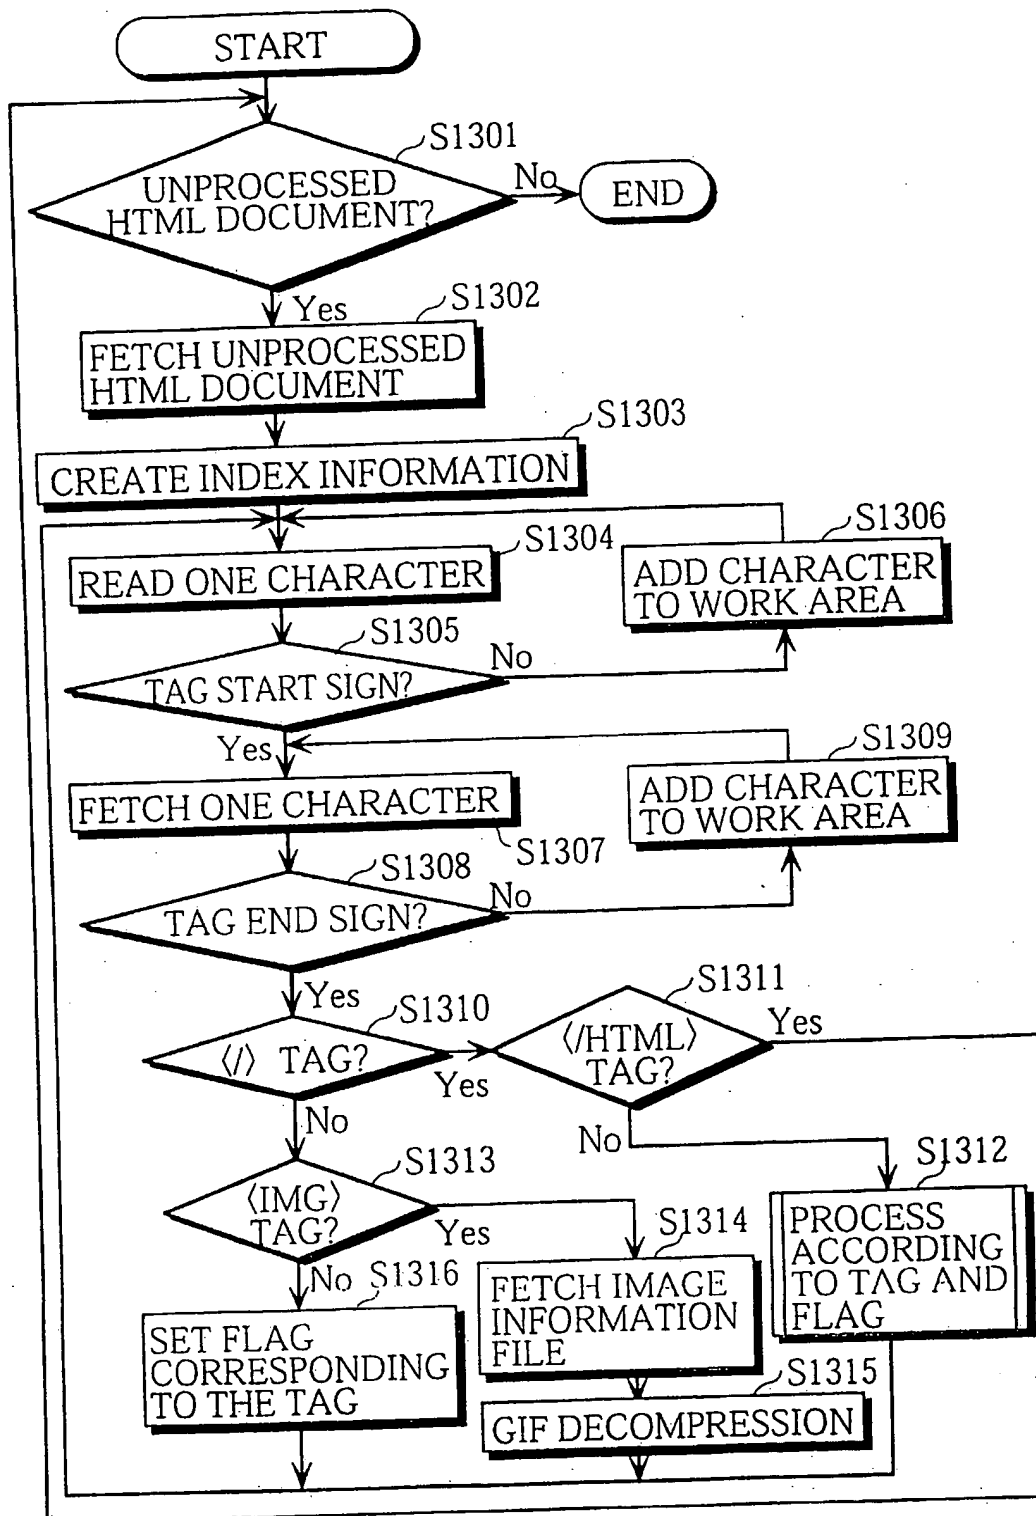 START
S1301
UNPROCESSED
HTML DOCUMENT?
No
END
Yes
S1302
FETCH UNPROCESSED
HTML DOCUMENT
S1303
CREATE INDEX INFORMATION
S1304
READ ONE CHARACTER
S1306
ADD CHARACTER
TO WORK AREA
S1305
TAG START SIGN?
No
Yes
S1309
ADD CHARACTER
TO WORK AREA
FETCH ONE CHARACTER
S1307
S1308
TAG END SIGN?
No
Yes
S1310
〈/〉 TAG?
Yes
S1311
〈/HTML〉
TAG?
Yes
No
No
S1313
〈IMG〉
TAG?
Yes
S1312
PROCESS
ACCORDING
TO TAG AND
FLAG
S1314
FETCH IMAGE
INFORMATION
FILE
No
S1316
SET FLAG
CORRESPONDING
TO THE TAG
S1315
GIF DECOMPRESSION